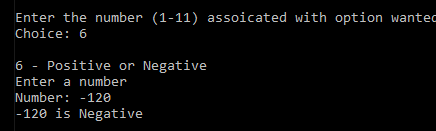 Enter the number (1-11) assoicated with option wanted
Choice: 6
6 - Positive or Negative
Enter a number
Number: -120
-120 is Negative